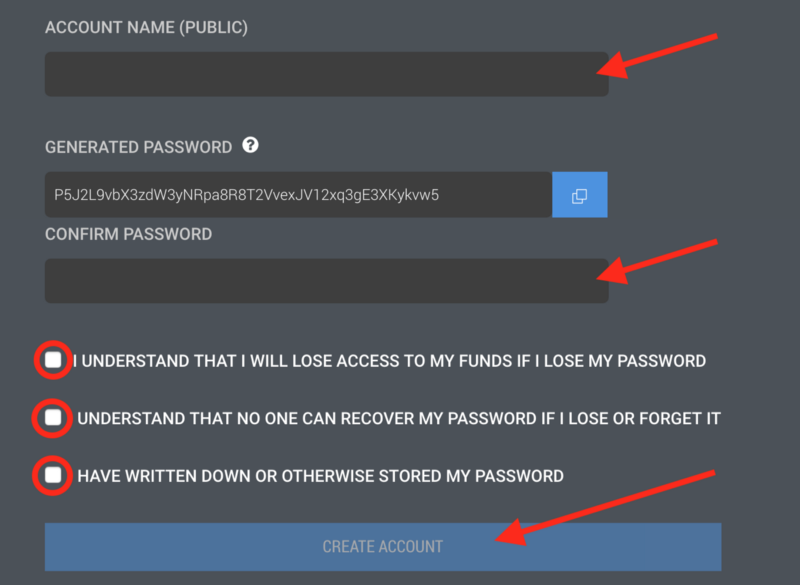 ACCOUNT NAME (PUBLIC)
GENERATED PASSWORD ?
P5J2L9vbX3zdW3yNRpa8R8T2VvexJV12xq3gE3XKykvw5
CONFIRM PASSWORD
I UNDERSTAND THAT I WILL LOSE ACCESS TO MY FUNDS IF I LOSE MY PASSWORD
UNDERSTAND THAT NO ONE CAN RECOVER MY PASSWORD IF I LOSE OR FORGET IT
HAVE WRITTEN DOWN OR OTHERWISE STORED MY PASSWORD
CREATE ACCOUNT